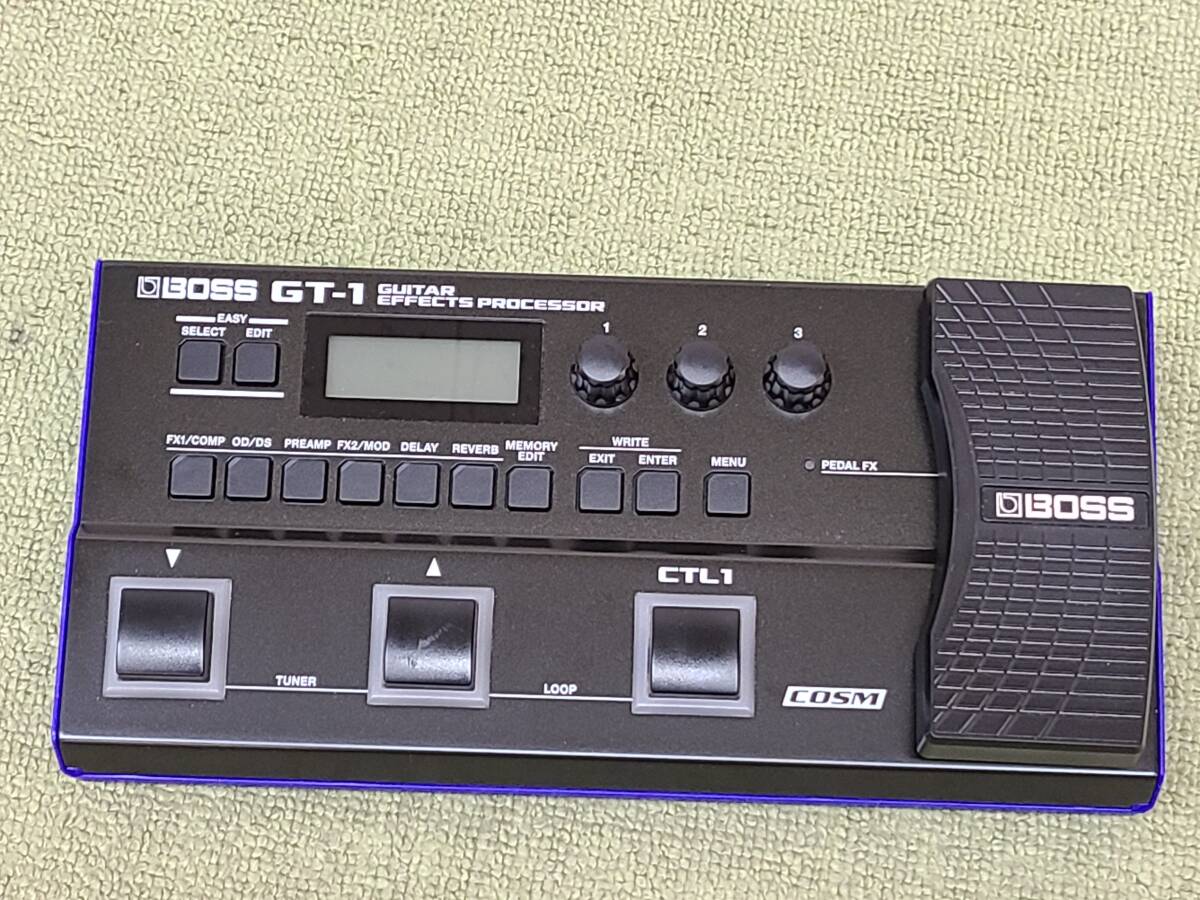 BOSS GT-1 GUITAR
EFFECTS PROCESSOR
EASY
SELECT EDIT
1 2 3
FX1/COMP OD/DS PREAMP FX2/MOD DELAY REVERB MEMORY
EDIT
WRITE
EXIT ENTER
MENU
PEDAL FX
BOSS
▼ ▲ CTL1
TUNER
LOOP
COSM